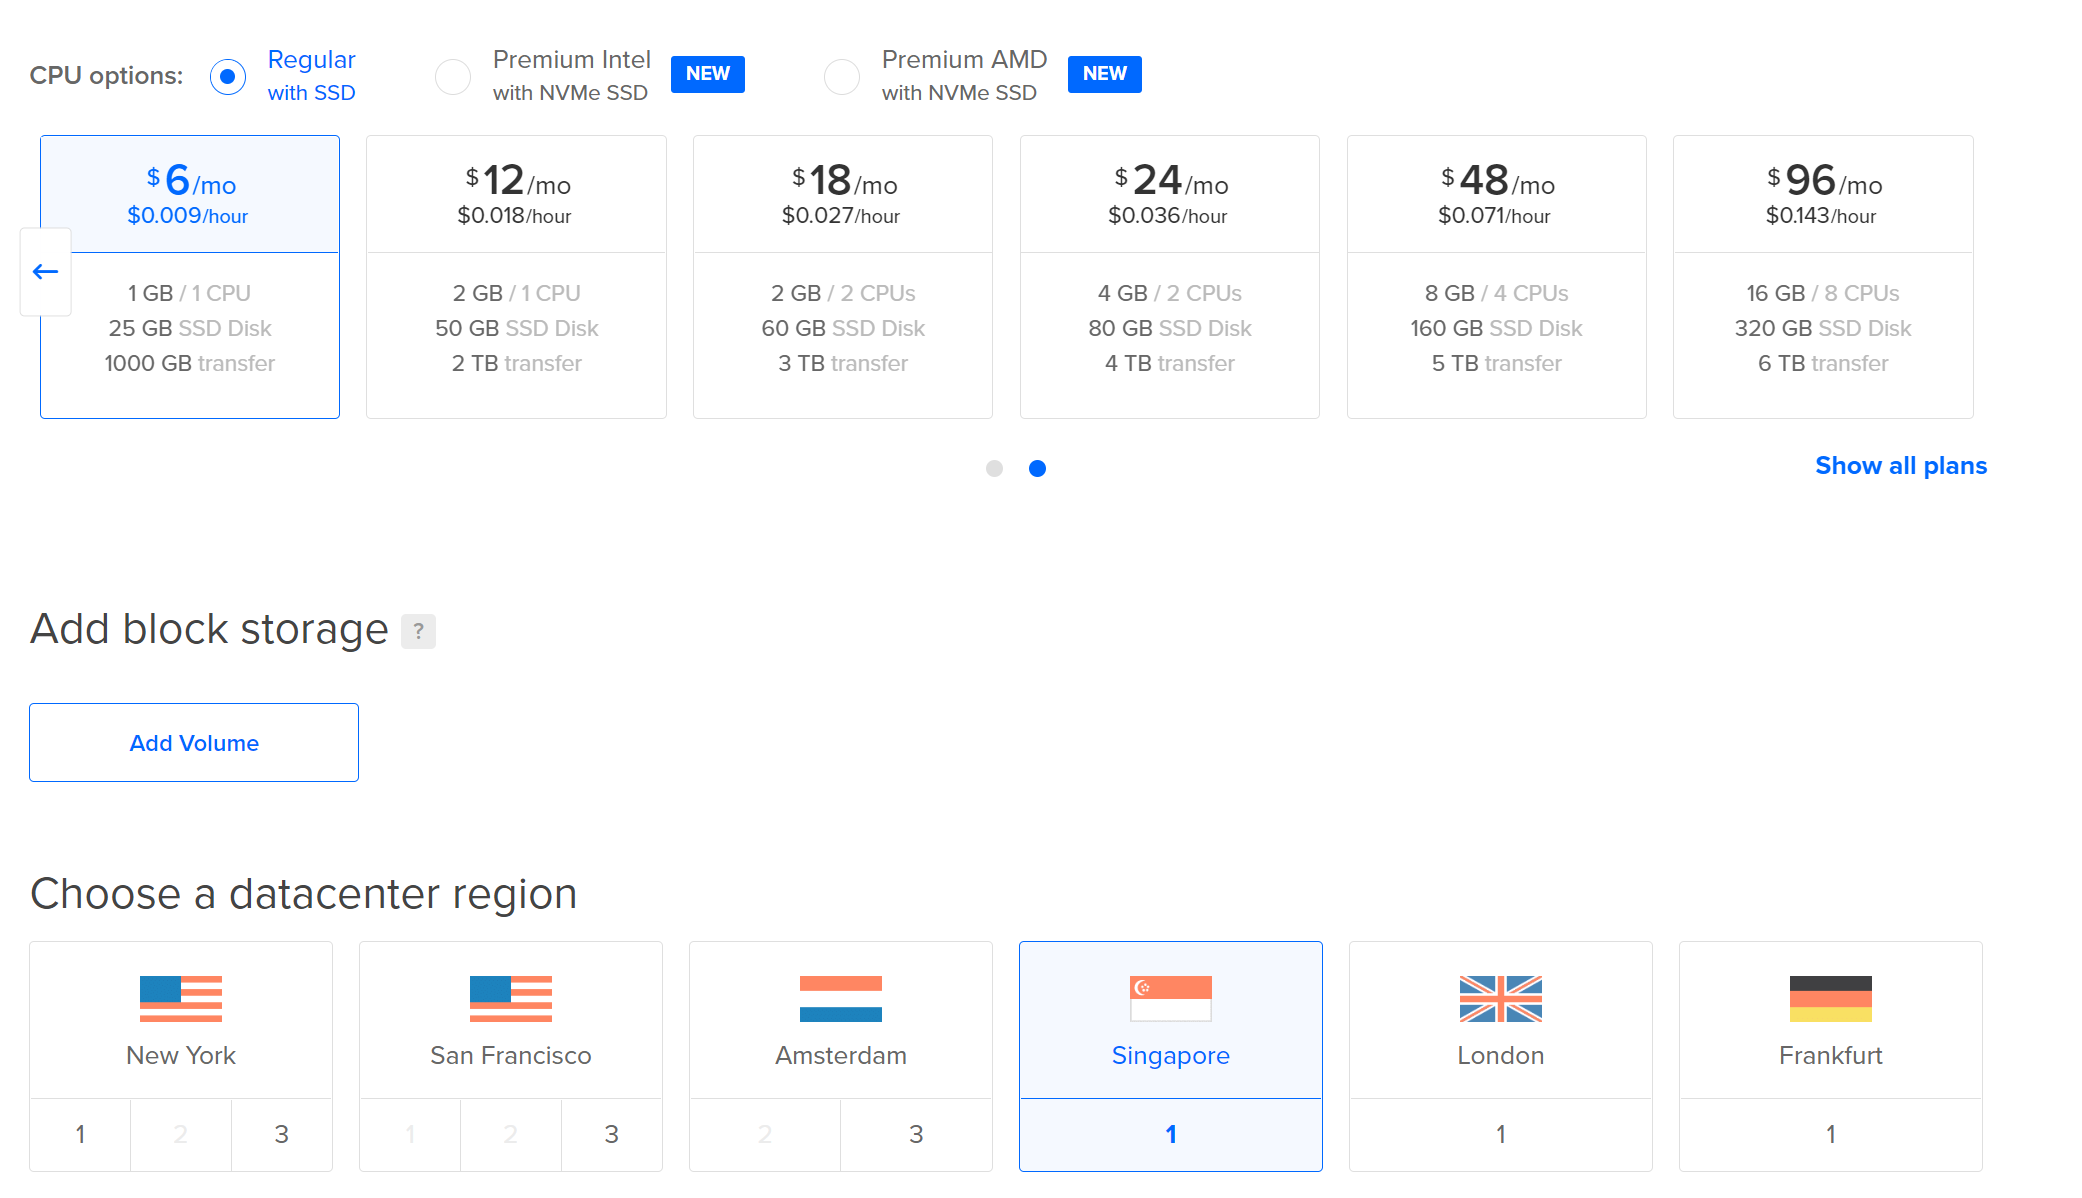 CPU options:
Regular
with SSD
Premium Intel
with NVMe SSD
NEW
Premium AMD
with NVMe SSD
NEW
$6/mo
$0.009/hour
1 GB / 1 CPU
25 GB SSD Disk
1000 GB transfer
$12/mo
$0.018/hour
2 GB / 1 CPU
50 GB SSD Disk
2 TB transfer
$18/mo
$0.027/hour
2 GB / 2 CPUs
60 GB SSD Disk
3 TB transfer
$24/mo
$0.036/hour
4 GB / 2 CPUs
80 GB SSD Disk
4 TB transfer
$48/mo
$0.071/hour
8 GB / 4 CPUs
160 GB SSD Disk
5 TB transfer
$96/mo
$0.143/hour
16 GB / 8 CPUs
320 GB SSD Disk
6 TB transfer
Show all plans
Add block storage ?
Add Volume
Choose a datacenter region
New York
1 2 3
San Francisco
1 2 3
Amsterdam
2 3
Singapore
1
London
1
Frankfurt
1